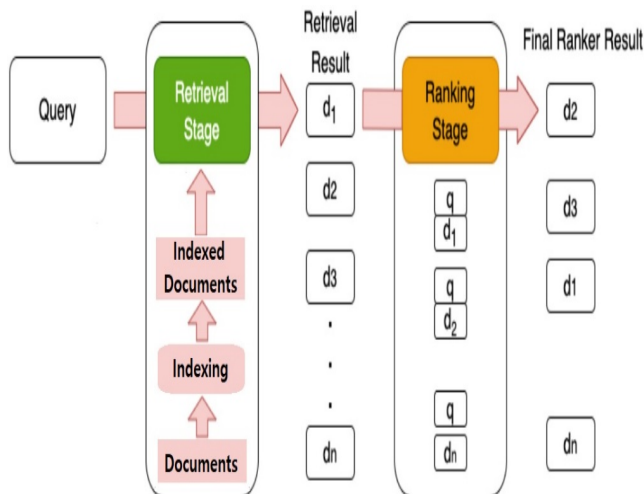 Query
Retrieval
Stage
Indexed
Documents
Indexing
Documents
Retrieval
Result
d₁
d2
d3
.
.
.
dn
Ranking
Stage
q
d₁
q
d₂
q
dn
Final Ranker Result
d2
d3
d1
dn